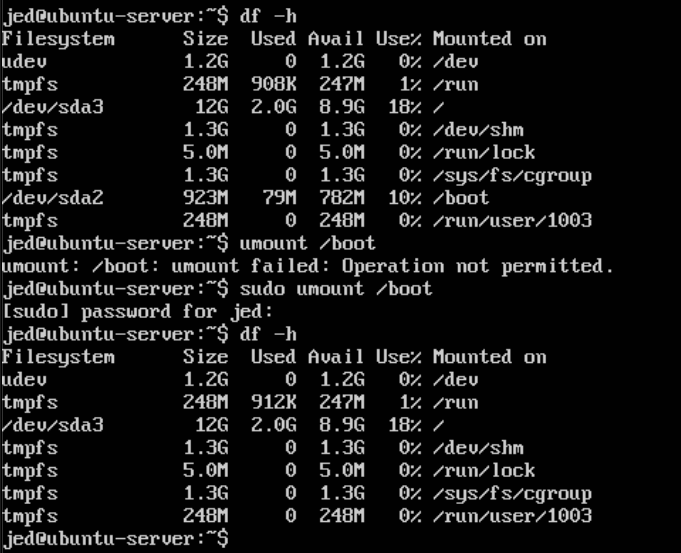 jed@ubuntu-server:~$ df -h
Filesystem      Size  Used Avail Use% Mounted on
udev            1.2G     0  1.2G   0% /dev
tmpfs           248M  908K  247M   1% /run
/dev/sda3        12G  2.0G  8.9G  18% /
tmpfs           1.3G     0  1.3G   0% /dev/shm
tmpfs           5.0M     0  5.0M   0% /run/lock
tmpfs           1.3G     0  1.3G   0% /sys/fs/cgroup
/dev/sda2       923M   79M  782M  10% /boot
tmpfs           248M     0  248M   0% /run/user/1003
jed@ubuntu-server:~$ umount /boot
umount: /boot: umount failed: Operation not permitted.
jed@ubuntu-server:~$ sudo umount /boot
[sudo] password for jed:
jed@ubuntu-server:~$ df -h
Filesystem      Size  Used Avail Use% Mounted on
udev            1.2G     0  1.2G   0% /dev
tmpfs           248M  912K  247M   1% /run
/dev/sda3        12G  2.0G  8.9G  18% /
tmpfs           1.3G     0  1.3G   0% /dev/shm
tmpfs           5.0M     0  5.0M   0% /run/lock
tmpfs           1.3G     0  1.3G   0% /sys/fs/cgroup
tmpfs           248M     0  248M   0% /run/user/1003
jed@ubuntu-server:~$